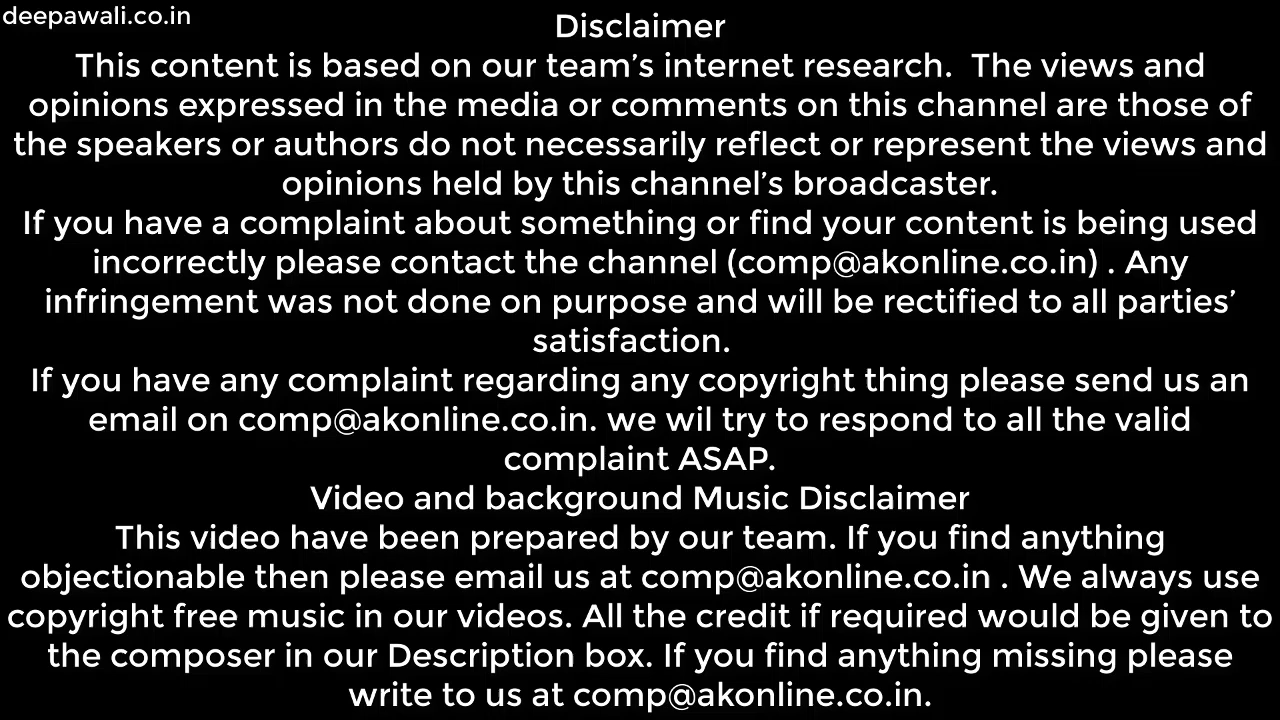 deepawali.co.in
Disclaimer
This content is based on our team’s internet research.  The views and
opinions expressed in the media or comments on this channel are those of
the speakers or authors do not necessarily reflect or represent the views and
opinions held by this channel’s broadcaster.
If you have a complaint about something or find your content is being used
incorrectly please contact the channel (comp@akonline.co.in) . Any
infringement was not done on purpose and will be rectified to all parties’
satisfaction.
If you have any complaint regarding any copyright thing please send us an
email on comp@akonline.co.in. we wil try to respond to all the valid
complaint ASAP.
Video and background Music Disclaimer
This video have been prepared by our team. If you find anything
objectionable then please email us at comp@akonline.co.in . We always use
copyright free music in our videos. All the credit if required would be given to
the composer in our Description box. If you find anything missing please
write to us at comp@akonline.co.in.